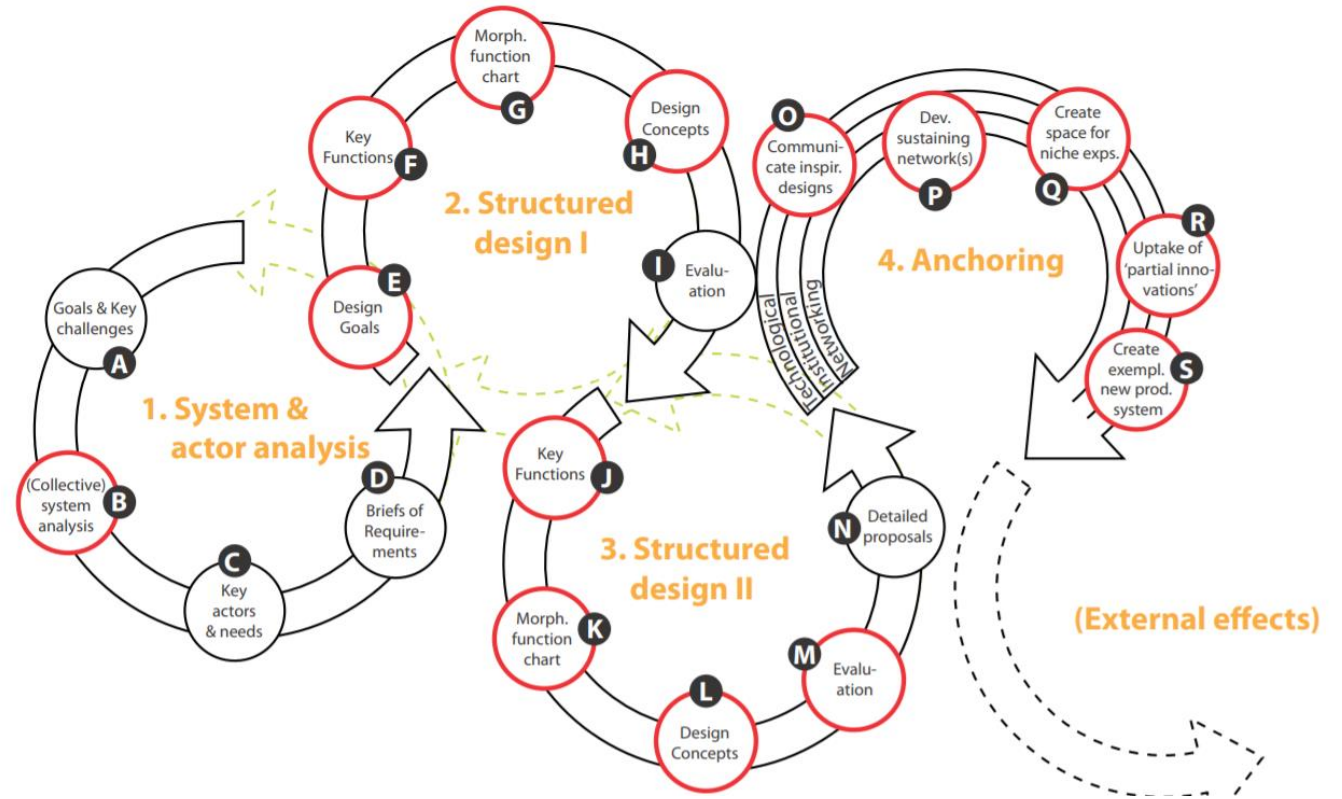 1. System &
actor analysis
Goals & Key
challenges
A
(Collective)
system
analysis
B
C
Key
actors
& needs
D
Briefs of
Require-
ments
2. Structured
design I
E
Design
Goals
Key
Functions
F
Morph.
function
chart
G
Design
Concepts
H
I
Evalu-
ation
3. Structured
design II
Key
Functions
J
Morph.
function
chart
K
L
Design
Concepts
M
Evalu-
ation
N
Detailed
proposals
4. Anchoring
Technological
Institutional
Networking
O
Communi-
cate inspir.
designs
Dev.
sustaining
network(s)
P
Create
space for
niche exps.
Q
R
Uptake of
‘partial inno-
vations’
Create
exempl.
new prod.
system
S
(External effects)